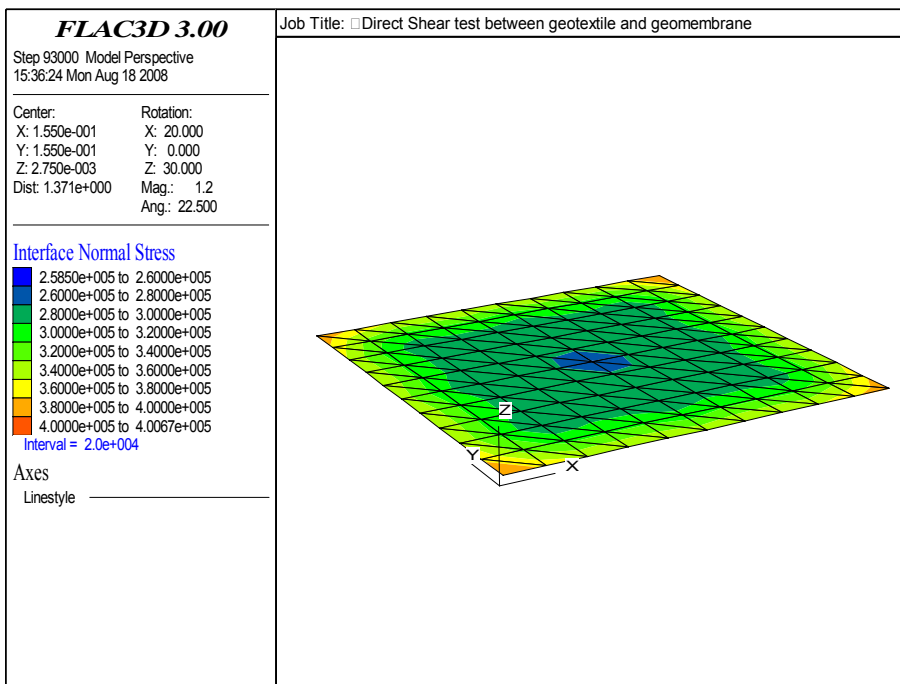 FLAC3D 3.00
Step 93000 Model Perspective
15:36:24 Mon Aug 18 2008
Center:
X: 1.550e-001
Y: 1.550e-001
Z: 2.750e-003
Dist: 1.371e+000
Rotation:
X: 20.000
Y: 0.000
Z: 30.000
Mag.: 1.2
Ang.: 22.500
Interface Normal Stress
2.5850e+005 to 2.6000e+005
2.6000e+005 to 2.8000e+005
2.8000e+005 to 3.0000e+005
3.0000e+005 to 3.2000e+005
3.2000e+005 to 3.4000e+005
3.4000e+005 to 3.6000e+005
3.6000e+005 to 3.8000e+005
3.8000e+005 to 4.0000e+005
4.0000e+005 to 4.0067e+005
Interval = 2.0e+004
Axes
Linestyle
Job Title: □Direct Shear test between geotextile and geomembrane
Z
Y
X